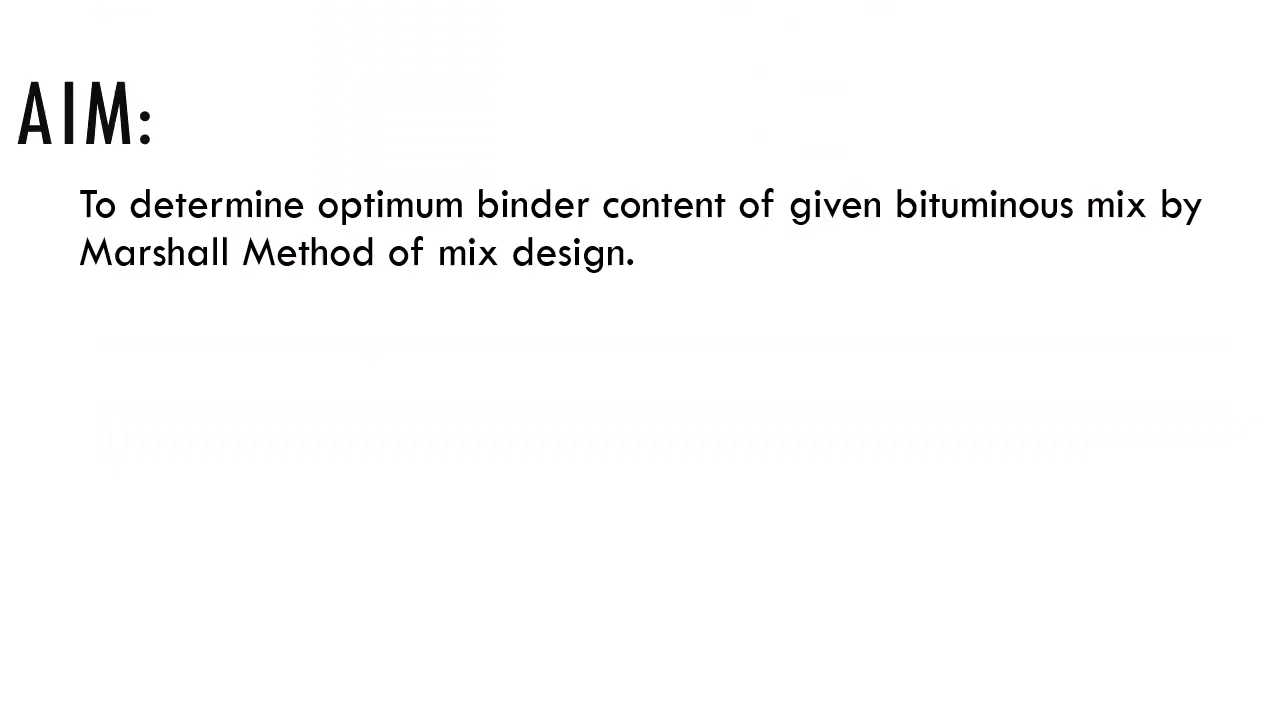 AIM:
To determine optimum binder content of given bituminous mix by
Marshall Method of mix design.